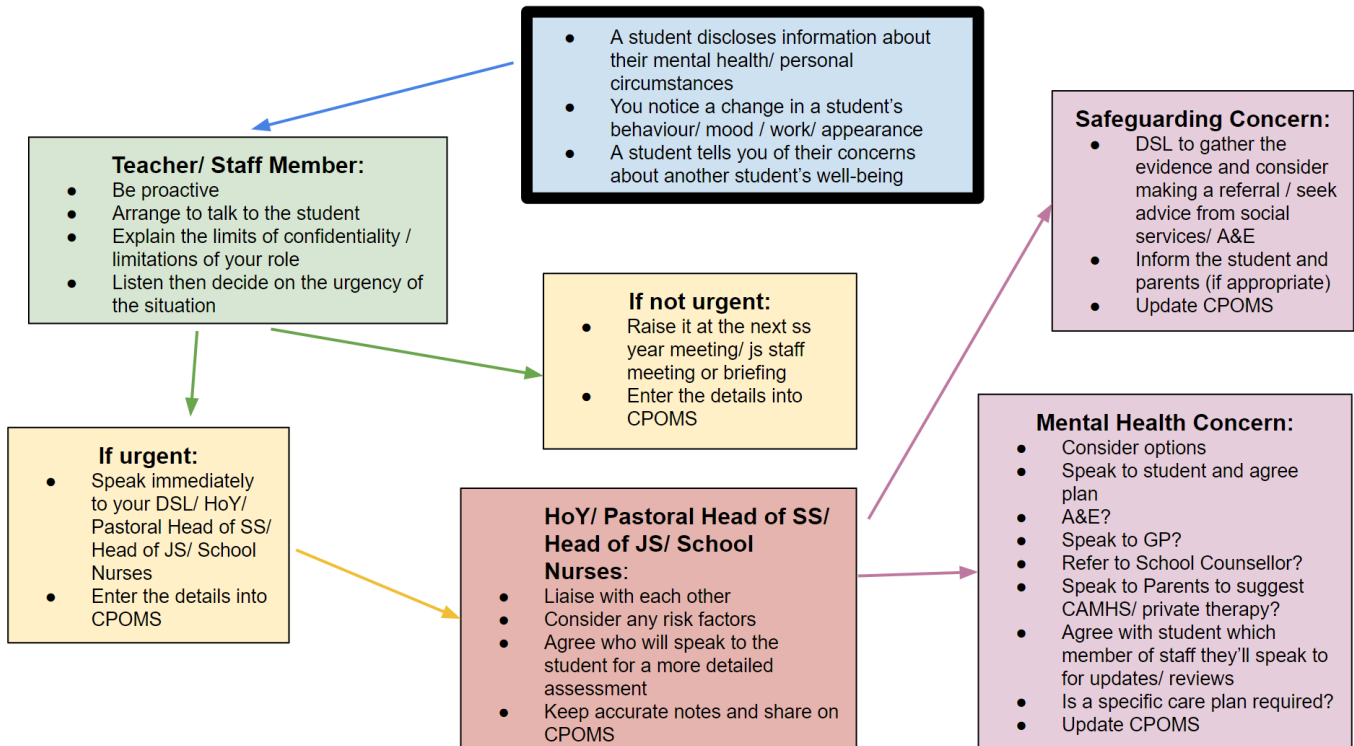 ● A student discloses information about
their mental health/ personal
circumstances
● You notice a change in a student's
behaviour/ mood / work/ appearance
● A student tells you of their concerns
about another student's well-being
Teacher/ Staff Member:
● Be proactive
● Arrange to talk to the student
● Explain the limits of confidentiality /
limitations of your role
● Listen then decide on the urgency of
the situation
If not urgent:
● Raise it at the next ss
year meeting/ js staff
meeting or briefing
● Enter the details into
CPOMS
If urgent:
● Speak immediately
to your DSL/ HoY/
Pastoral Head of SS/
Head of JS/ School
Nurses
● Enter the details into
CPOMS
HoY/ Pastoral Head of SS/
Head of JS/ School
Nurses:
● Liaise with each other
● Consider any risk factors
● Agree who will speak to the
student for a more detailed
assessment
● Keep accurate notes and share on
CPOMS
Safeguarding Concern:
● DSL to gather the
evidence and consider
making a referral / seek
advice from social
services/ A&E
● Inform the student and
parents (if appropriate)
● Update CPOMS
Mental Health Concern:
● Consider options
● Speak to student and agree
plan
● A&E?
● Speak to GP?
● Refer to School Counsellor?
● Speak to Parents to suggest
CAMHS/ private therapy?
● Agree with student which
member of staff they'll speak to
for updates/ reviews
● Is a specific care plan required?
● Update CPOMS